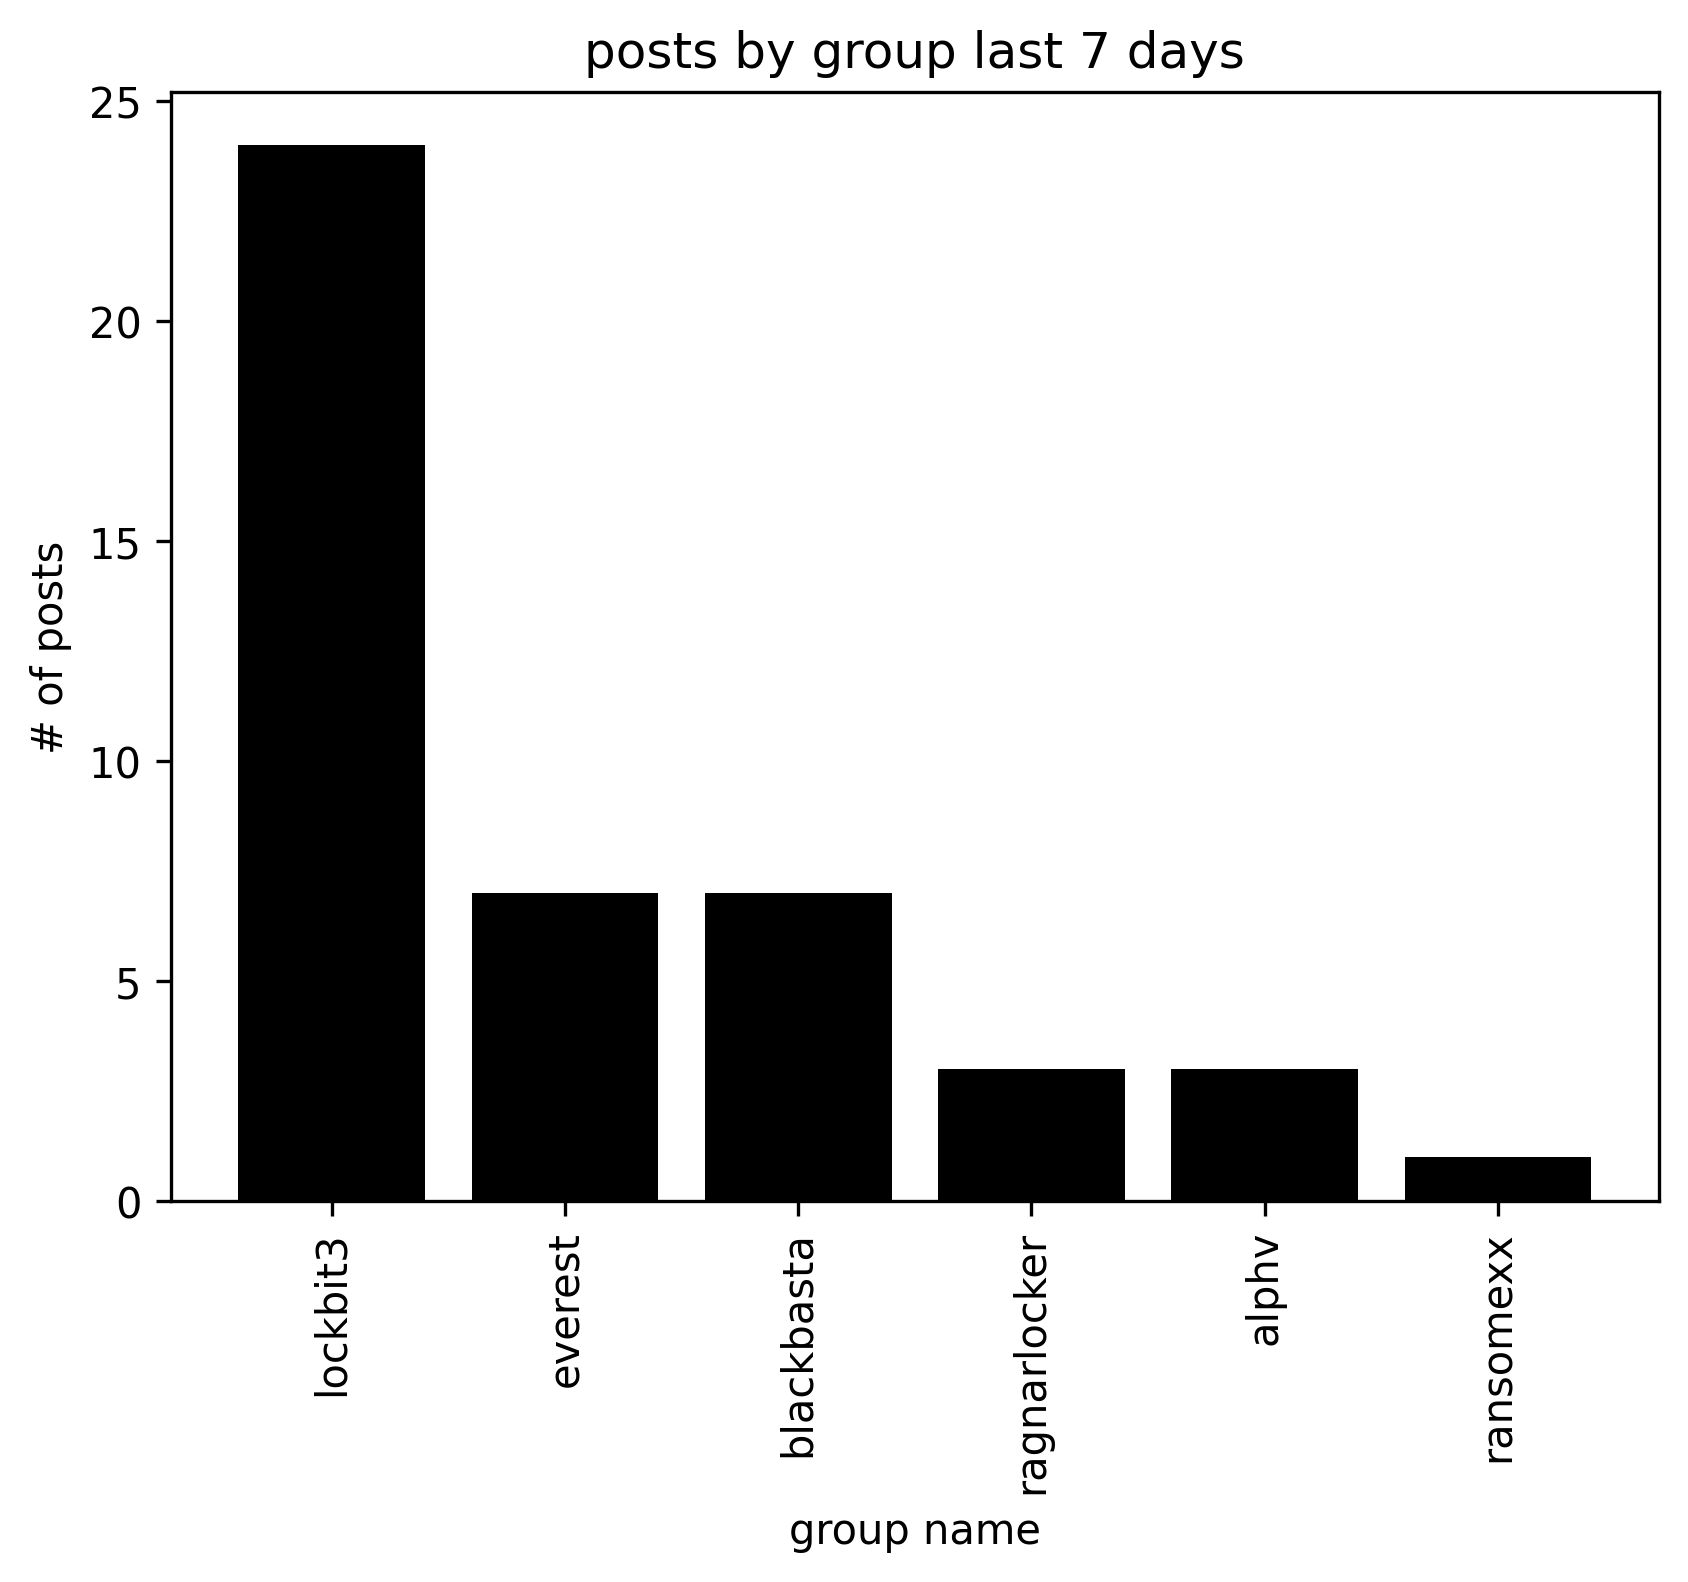 posts by group last 7 days
25
20
15
10
5
0
# of posts
lockbit3
everest
blackbasta
ragnarlocker
alphv
ransomexx
group name